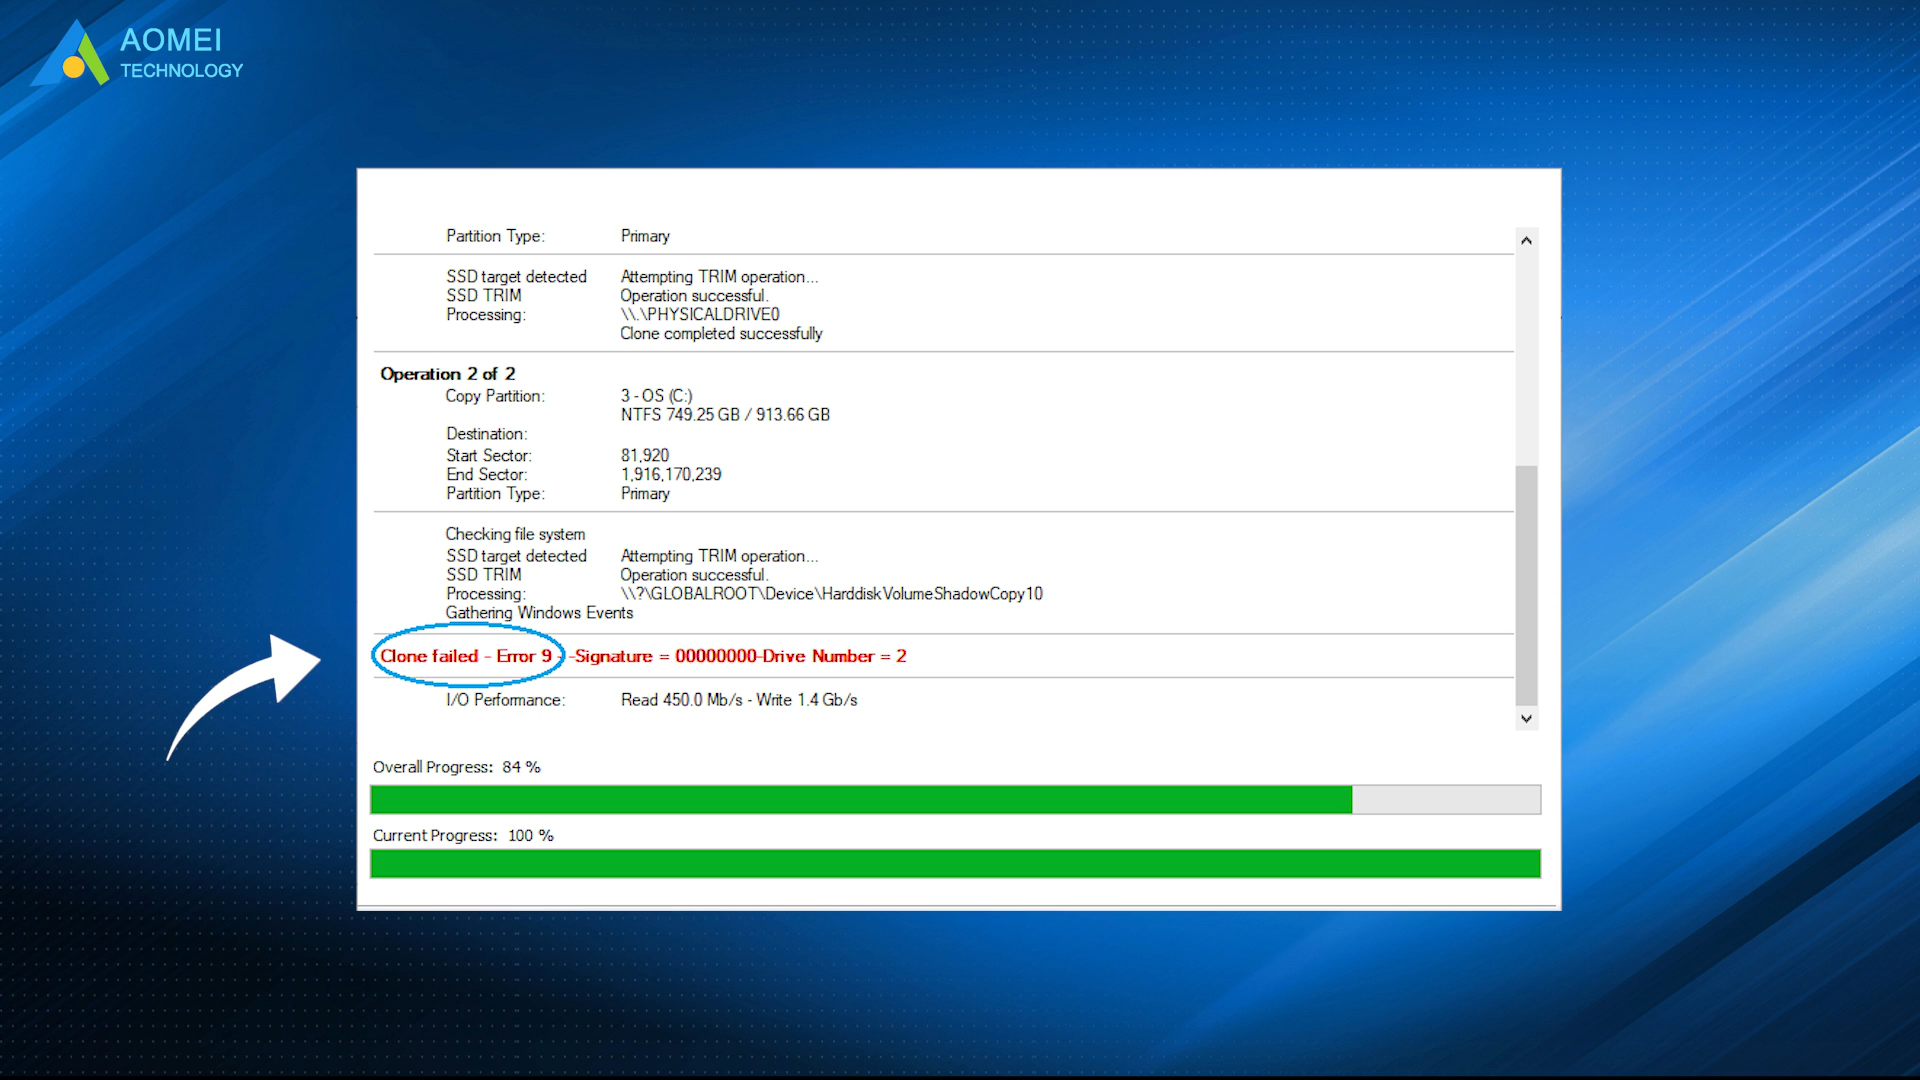 AOMEI
TECHNOLOGY
Partition Type: Primary
SSD target detected Attempting TRIM operation...
SSD TRIM Operation successful.
Processing: \\.\PHYSICALDRIVE0
Clone completed successfully
Operation 2 of 2
Copy Partition: 3 - OS (C:)
NTFS 749.25 GB / 913.66 GB
Destination:
Start Sector: 81,920
End Sector: 1,916,170,239
Partition Type: Primary
Checking file system
SSD target detected Attempting TRIM operation...
SSD TRIM Operation successful.
Processing: \\?\GLOBALROOT\Device\HarddiskVolumeShadowCopy10
Gathering Windows Events
Clone failed - Error 9 - -Signature = 00000000-Drive Number = 2
I/O Performance: Read 450.0 Mb/s - Write 1.4 Gb/s
Overall Progress: 84 %
Current Progress: 100 %